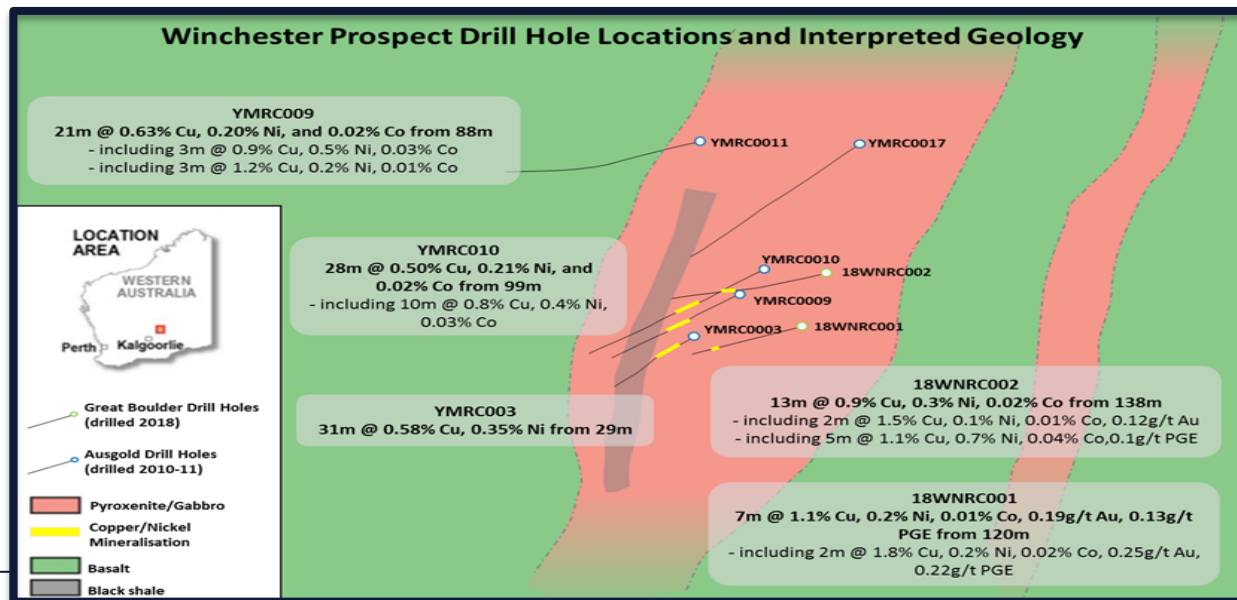 Winchester Prospect Drill Hole Locations and Interpreted Geology
YMRC009
21m @ 0.63% Cu, 0.20% Ni, and 0.02% Co from 88m
- including 3m @ 0.9% Cu, 0.5% Ni, 0.03% Co
- including 3m @ 1.2% Cu, 0.2% Ni, 0.01% Co
YMRC0011
YMRC0017
LOCATION
AREA
WESTERN
AUSTRALIA
Perth
Kalgoorlie
YMRC010
28m @ 0.50% Cu, 0.21% Ni, and
0.02% Co from 99m
- including 10m @ 0.8% Cu, 0.4% Ni,
0.03% Co
YMRC0010
18WNRC002
YMRC0009
YMRC0003
18WNRC001
Great Boulder Drill Holes
(drilled 2018)
Ausgold Drill Holes
(drilled 2010-11)
Pyroxenite/Gabbro
Copper/Nickel
Mineralisation
Basalt
Black shale
YMRC003
31m @ 0.58% Cu, 0.35% Ni from 29m
18WNRC002
13m @ 0.9% Cu, 0.3% Ni, 0.02% Co from 138m
- including 2m @ 1.5% Cu, 0.1% Ni, 0.01% Co, 0.12g/t Au
- including 5m @ 1.1% Cu, 0.7% Ni, 0.04% Co,0.1g/t PGE
18WNRC001
7m @ 1.1% Cu, 0.2% Ni, 0.01% Co, 0.19g/t Au, 0.13g/t
PGE from 120m
- including 2m @ 1.8% Cu, 0.2% Ni, 0.02% Co, 0.25g/t Au,
0.22g/t PGE